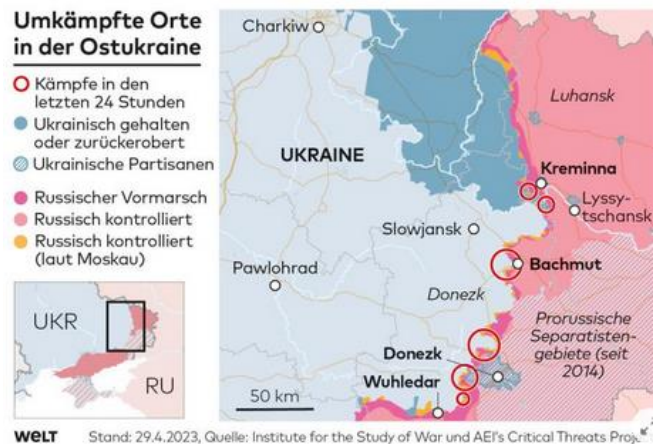 Umkämpfte Orte
in der Ostukraine
Kämpfe in den
letzten 24 Stunden
Ukrainisch gehalten
oder zurückerobert
Ukrainische Partisanen
Russischer Vormarsch
Russisch kontrolliert
Russisch kontrolliert
(laut Moskau)
UKR
RU
Charkiw
Luhansk
UKRAINE
Kreminna
Lyssy-
tschansk
Slowjansk
Pawlohrad
Bachmut
Donezk
Prorussische
Separatisten-
gebiete (seit
2014)
Donezk
Wuhledar
50 km
WELT Stand: 29.4.2023, Quelle: Institute for the Study of War und AEI's Critical Threats